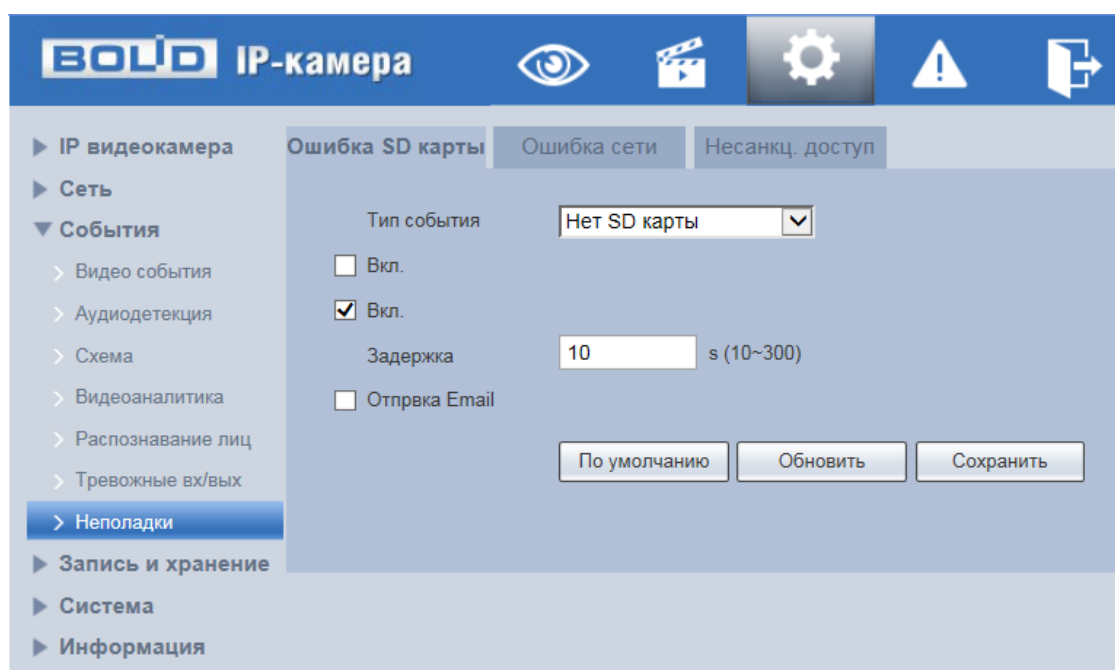 BOLID IP-камера
IP видеокамера
Сеть
События
Видео события
Аудиодетекция
Схема
Видеоаналитика
Распознавание лиц
Тревожные вх/вых
Неполадки
Запись и хранение
Система
Информация
Ошибка SD карты Ошибка сети Несанкц. доступ
Тип события Нет SD карты
Вкл.
Вкл.
Задержка 10 s (10~300)
Отпрвка Email
По умолчанию Обновить Сохранить